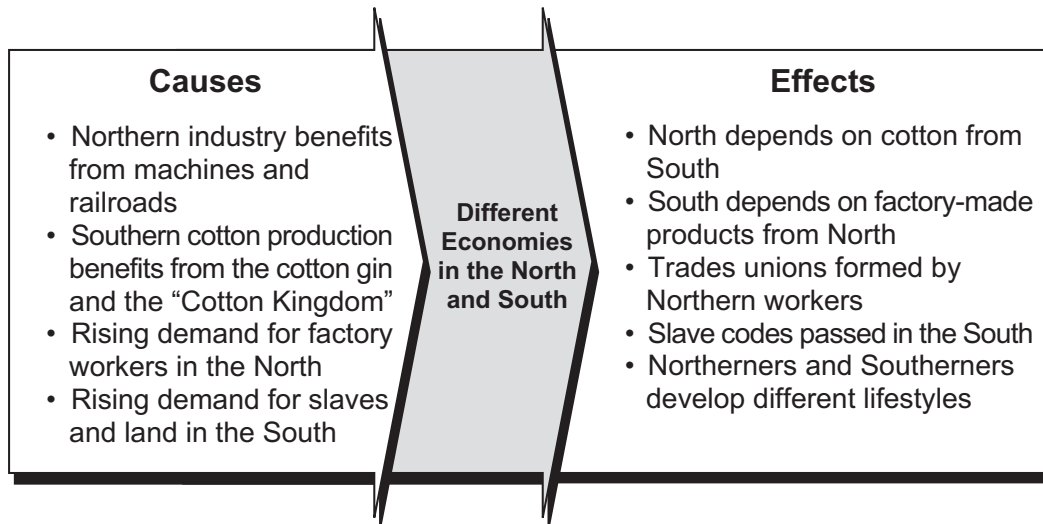 Causes
• Northern industry benefits
from machines and
railroads
• Southern cotton production
benefits from the cotton gin
and the “Cotton Kingdom”
• Rising demand for factory
workers in the North
• Rising demand for slaves
and land in the South
Different
Economies
in the North
and South
Effects
• North depends on cotton from
South
• South depends on factory-made
products from North
• Trades unions formed by
Northern workers
• Slave codes passed in the South
• Northerners and Southerners
develop different lifestyles